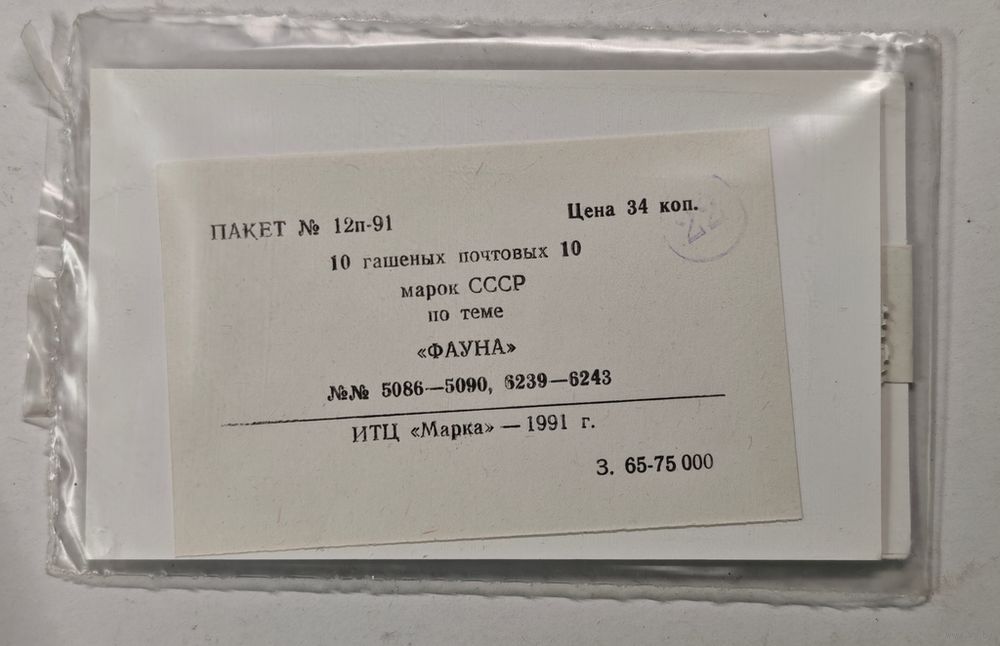 ПАКЕТ № 12п-91 Цена 34 коп.
10 гашеных почтовых 10
марок СССР
по теме
«ФАУНА»
№№ 5086—5090, 6239—6243
ИТЦ «Марка» — 1991 г.
З. 65-75 000